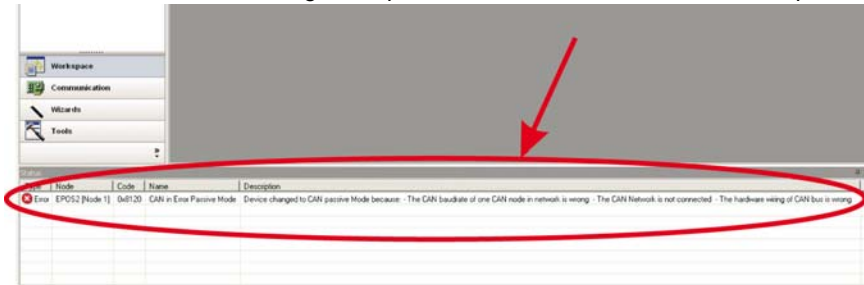 Workspace
Communication
Wizards
Tools
Status
Type Node Code Name Description
Error EPOS2 [Node 1] 0x8120 CAN in Error Passive Mode Device changed to CAN passive Mode because: - The CAN baudrate of one CAN node in network is wrong - The CAN Network is not connected - The hardware wiring of CAN bus is wrong